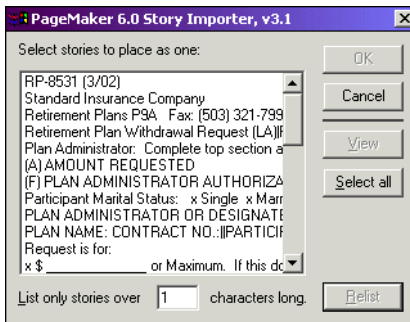 PageMaker 6.0 Story Importer, v3.1
Select stories to place as one:
RP-8531 (3/02)
Standard Insurance Company
Retirement Plans P9A Fax: (503) 321-799
Retirement Plan Withdrawal Request (LA)|F
Plan Administrator: Complete top section a
(A) AMOUNT REQUESTED
(F) PLAN ADMINISTRATOR AUTHORIZA
Participant Marital Status: x Single x Marr
PLAN ADMINISTRATOR OR DESIGNATE
PLAN NAME: CONTRACT NO.:||PARTICIF
Request is for:
x $ ______________ or Maximum. If this do
OK
Cancel
View
Select all
List only stories over 1 characters long.
Relist